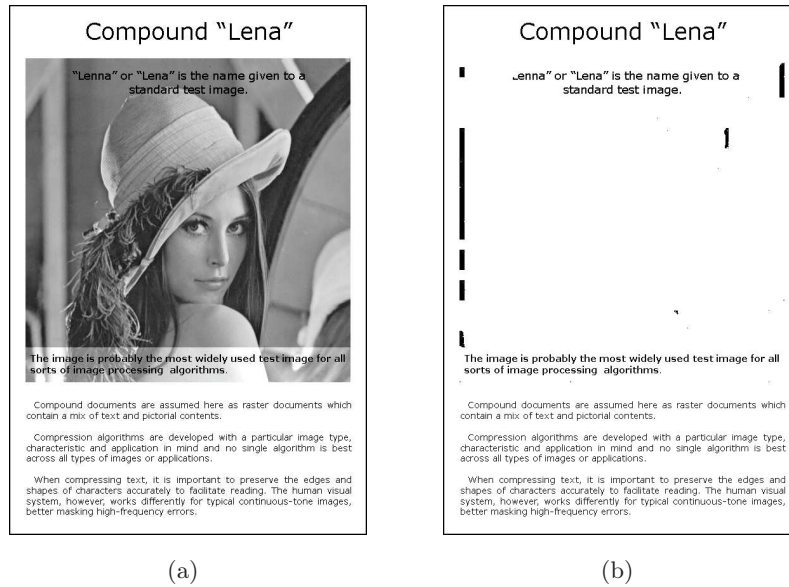 Compound “Lena”
“Lenna” or “Lena” is the name given to a
standard test image.
The image is probably the most widely used test image for all
sorts of image processing  algorithms.
Compound documents are assumed here as raster documents which
contain a mix of text and pictorial contents.
Compression algorithms are developed with a particular image type,
characteristic and application in mind and no single algorithm is best
across all types of images or applications.
When compressing text, it is important to preserve the edges and
shapes of characters accurately to facilitate reading. The human visual
system, however, works differently for typical continuous-tone images,
better masking high-frequency errors.
(a)
Compound “Lena”
“Lenna” or “Lena” is the name given to a
standard test image.
The image is probably the most widely used test image for all
sorts of image processing  algorithms.
Compound documents are assumed here as raster documents which
contain a mix of text and pictorial contents.
Compression algorithms are developed with a particular image type,
characteristic and application in mind and no single algorithm is best
across all types of images or applications.
When compressing text, it is important to preserve the edges and
shapes of characters accurately to facilitate reading. The human visual
system, however, works differently for typical continuous-tone images,
better masking high-frequency errors.
(b)